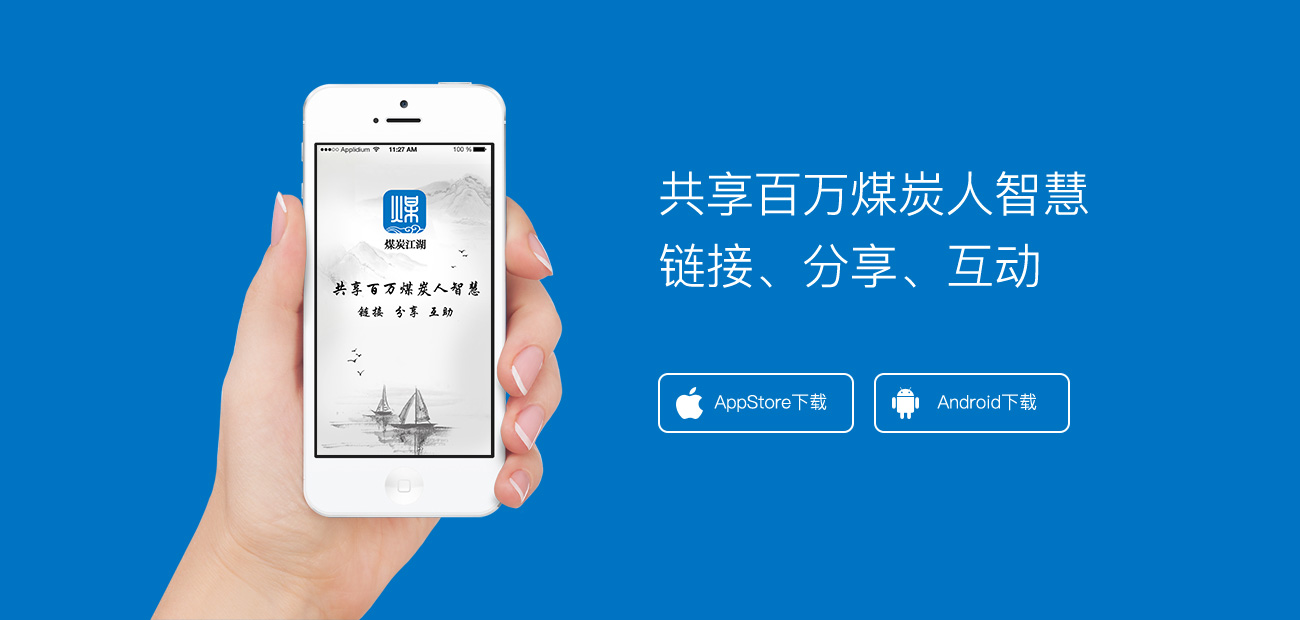 Applidium 11:27 AM 100 %
煤
煤炭江湖
共享百万煤炭人智慧
链接 分享 互助
共享百万煤炭人智慧
链接、分享、互动
AppStore下载
Android下载